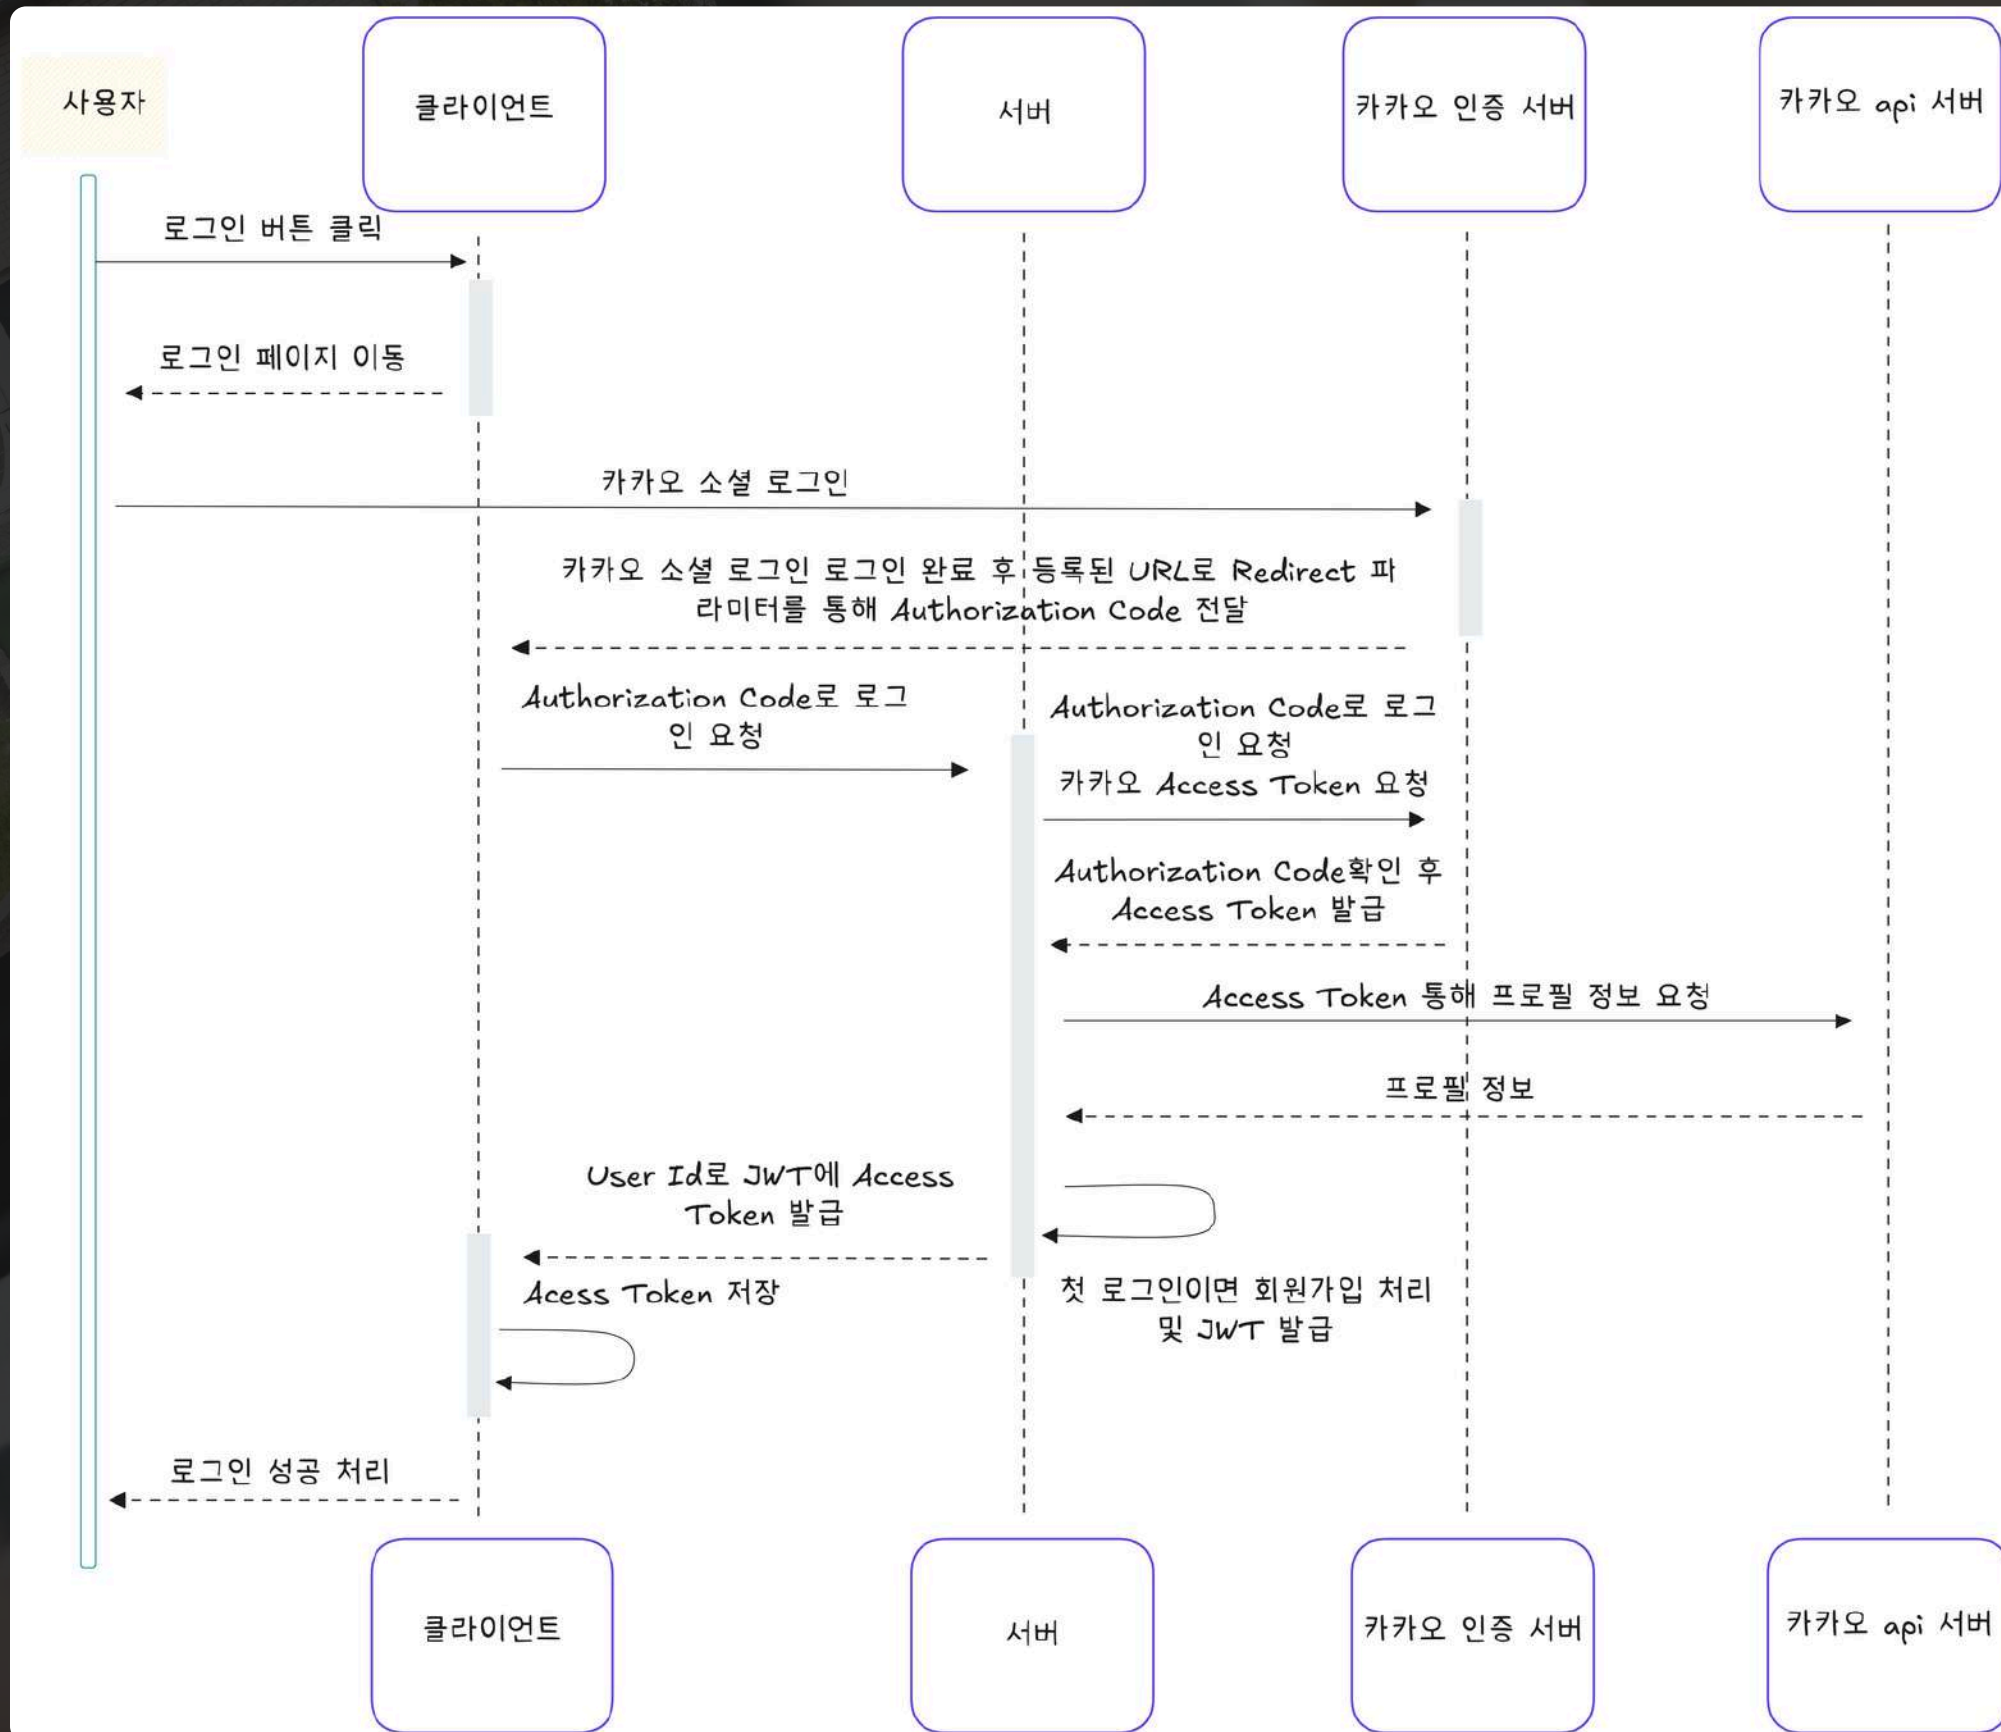 사용자
클라이언트
서버
카카오 인증 서버
카카오 api 서버
로그인 버튼 클릭
로그인 페이지 이동
카카오 소셜 로그인
카카오 소셜 로그인 로그인 완료 후 등록된 URL로 Redirect 파
라미터를 통해 Authorization Code 전달
Authorization Code로 로그
인 요청
Authorization Code로 로그
인 요청
카카오 Access Token 요청
Authorization Code확인 후
Access Token 발급
Access Token 통해 프로필 정보 요청
프로필 정보
User Id로 JWT에 Access
Token 발급
Acess Token 저장
첫 로그인이면 회원가입 처리
및 JWT 발급
로그인 성공 처리
클라이언트
서버
카카오 인증 서버
카카오 api 서버